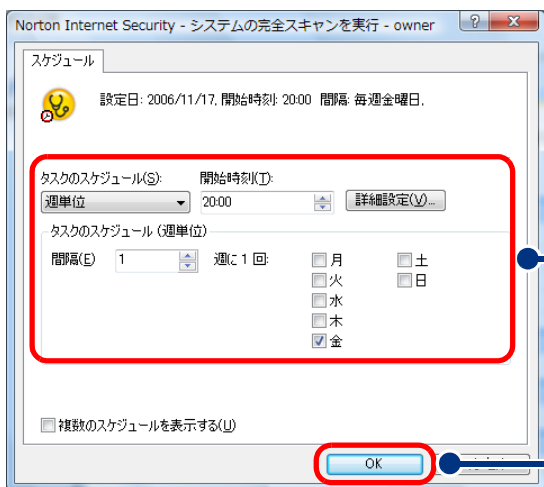 Norton Internet Security - システムの完全スキャンを実行 - owner
スケジュール
設定日: 2006/11/17, 開始時刻: 20:00 間隔: 毎週金曜日,
タスクのスケジュール(S): 開始時刻(T):
週単位 20:00 詳細設定(V)...
タスクのスケジュール (週単位)
間隔(E) 1 週に 1 回: 月 土
火 日
水
木
金
複数のスケジュールを表示する(U)
OK